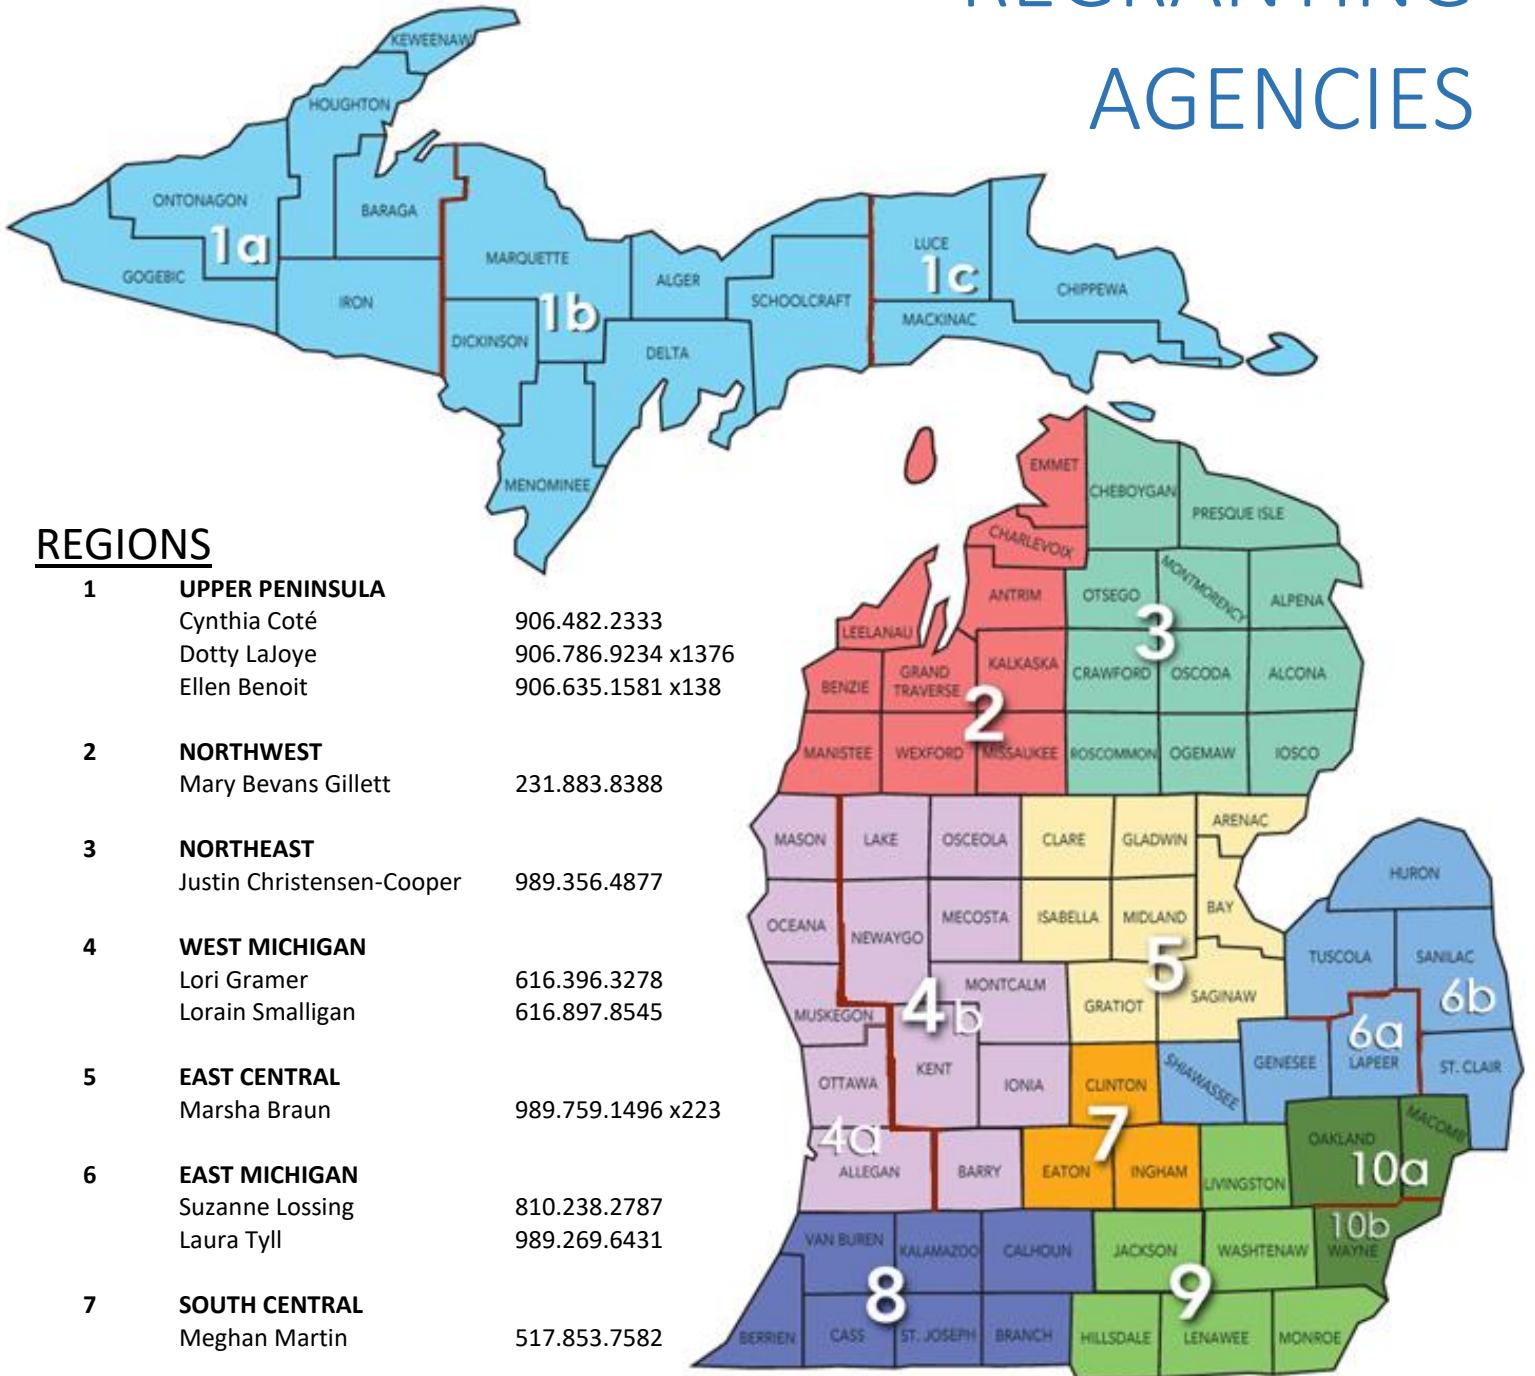 REGRANTING
AGENCIES
KEWEENAW
HOUGHTON
ONTONAGON
BARAGA
1a
GOGEBIC
IRON
MARQUETTE
1b
ALGER
SCHOOLCRAFT
DICKINSON
DELTA
MENOMINEE
LUCE
1c
CHIPPEWA
MACKINAC
REGIONS
1 UPPER PENINSULA
Cynthia Coté 906.482.2333
Dotty LaJoye 906.786.9234 x1376
Ellen Benoit 906.635.1581 x138
2 NORTHWEST
Mary Bevans Gillett 231.883.8388
3 NORTHEAST
Justin Christensen-Cooper 989.356.4877
4 WEST MICHIGAN
Lori Gramer 616.396.3278
Lorain Smalligan 616.897.8545
5 EAST CENTRAL
Marsha Braun 989.759.1496 x223
6 EAST MICHIGAN
Suzanne Lossing 810.238.2787
Laura Tyll 989.269.6431
7 SOUTH CENTRAL
Meghan Martin 517.853.7582
EMMET
CHEBOYGAN
PRESQUE ISLE
CHARLEVOIX
ANTRIM
OTSEGO
MONTMORENCY
ALPENA
3
LEELANAU
BENZIE
GRAND
TRAVERSE
KALKASKA
CRAWFORD
OSCODA
ALCONA
2
MANISTEE
WEXFORD
MISSAUKEE
ROSCOMMON
OGEMAW
IOSCO
MASON
LAKE
OSCEOLA
CLARE
GLADWIN
ARENAC
HURON
OCEANA
NEWAYGO
MECOSTA
ISABELLA
MIDLAND
BAY
5
TUSCOLA
SANILAC
6b
MUSKEGON
4b
MONTCALM
GRATIOT
SAGINAW
6a
OTTAWA
KENT
IONIA
CLINTON
SHIAWASSEE
GENESEE
LAPEER
ST. CLAIR
7
4a
ALLEGAN
BARRY
EATON
INGHAM
LIVINGSTON
OAKLAND
MACOMB
10a
10b
VAN BUREN
KALAMAZOO
CALHOUN
JACKSON
WASHTENAW
WAYNE
8
9
BERRIEN
CASS
ST. JOSEPH
BRANCH
HILLSDALE
LENAWEE
MONROE